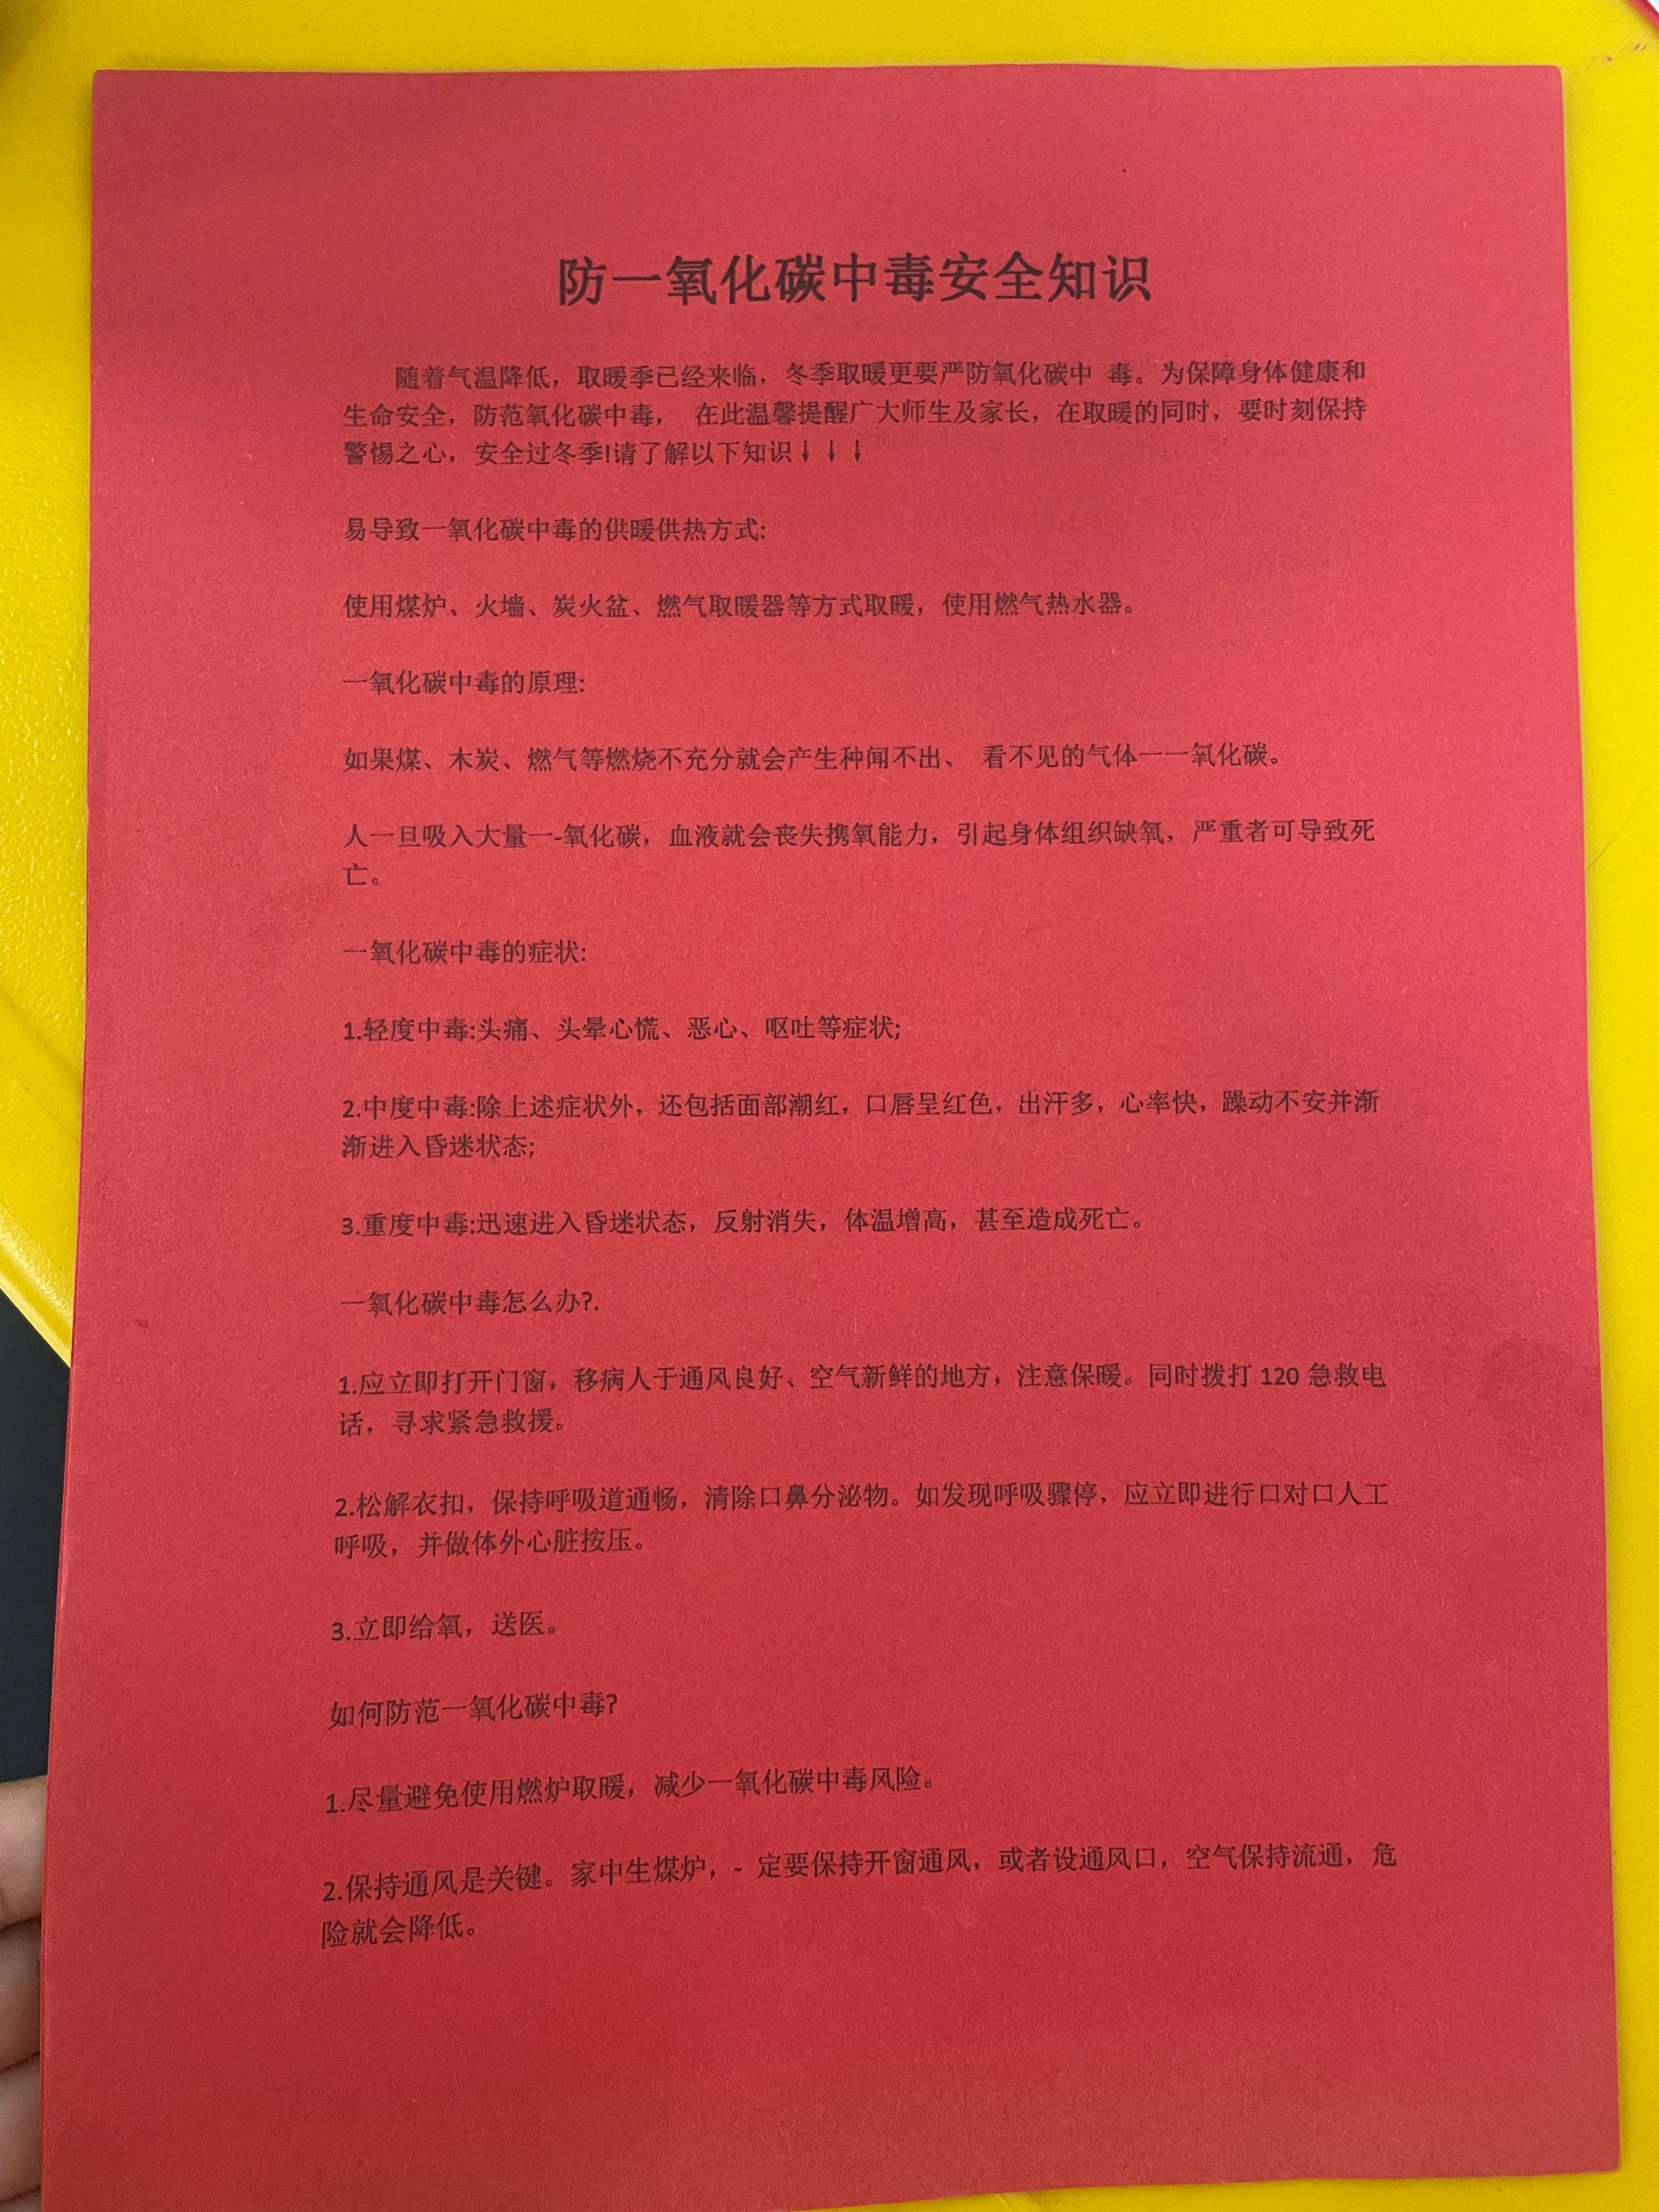 防一氧化碳中毒安全知识
随着气温降低，取暖季已经来临，冬季取暖更要严防氧化碳中 毒。为保障身体健康和
生命安全，防范氧化碳中毒， 在此温馨提醒广大师生及家长，在取暖的同时，要时刻保持
警惕之心，安全过冬季!请了解以下知识↓↓↓
易导致一氧化碳中毒的供暖供热方式:
使用煤炉、火墙、炭火盆、燃气取暖器等方式取暖，使用燃气热水器。
一氧化碳中毒的原理:
如果煤、木炭、燃气等燃烧不充分就会产生种闻不出、 看不见的气体一一氧化碳。
人一旦吸入大量一-氧化碳，血液就会丧失携氧能力，引起身体组织缺氧，严重者可导致死
亡。
一氧化碳中毒的症状:
1.轻度中毒:头痛、头晕心慌、恶心、呕吐等症状;
2.中度中毒:除上述症状外，还包括面部潮红，口唇呈红色，出汗多，心率快，躁动不安并渐
渐进入昏迷状态;
3.重度中毒:迅速进入昏迷状态，反射消失，体温增高，甚至造成死亡。
一氧化碳中毒怎么办?.
1.应立即打开门窗，移病人于通风良好、空气新鲜的地方，注意保暖。同时拨打 120 急救电
话，寻求紧急救援。
2.松解衣扣，保持呼吸道通畅，清除口鼻分泌物。如发现呼吸骤停，应立即进行口对口人工
呼吸，并做体外心脏按压。
3.立即给氧，送医。
如何防范一氧化碳中毒?
1.尽量避免使用燃炉取暖，减少一氧化碳中毒风险。
2.保持通风是关键。家中生煤炉，- 定要保持开窗通风，或者设通风口，空气保持流通，危
险就会降低。